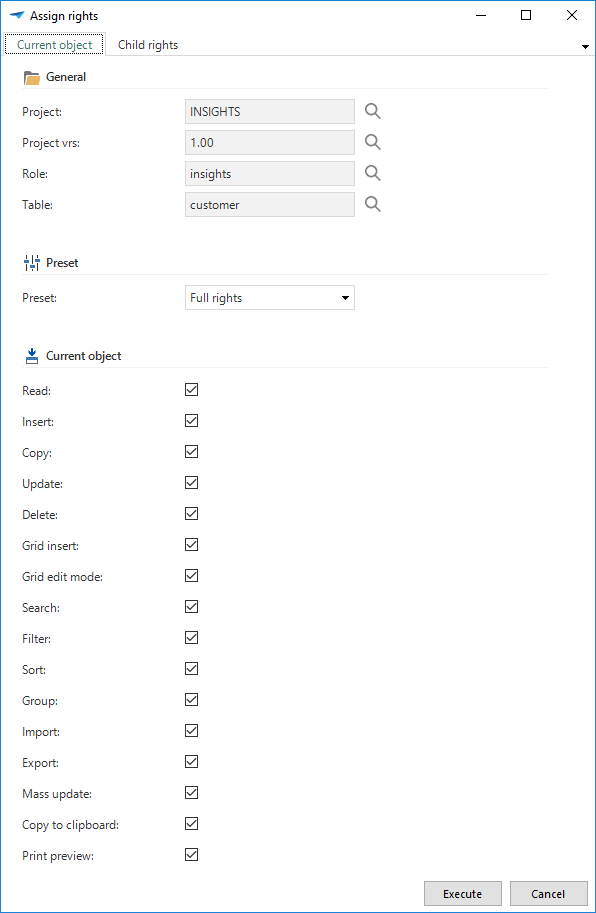 Assign rights
Current object Child rights
General
Project: INSIGHTS
Project vrs: 1.00
Role: insights
Table: customer
Preset
Preset: Full rights
Current object
Read:
Insert:
Copy:
Update:
Delete:
Grid insert:
Grid edit mode:
Search:
Filter:
Sort:
Group:
Import:
Export:
Mass update:
Copy to clipboard:
Print preview:
Execute Cancel